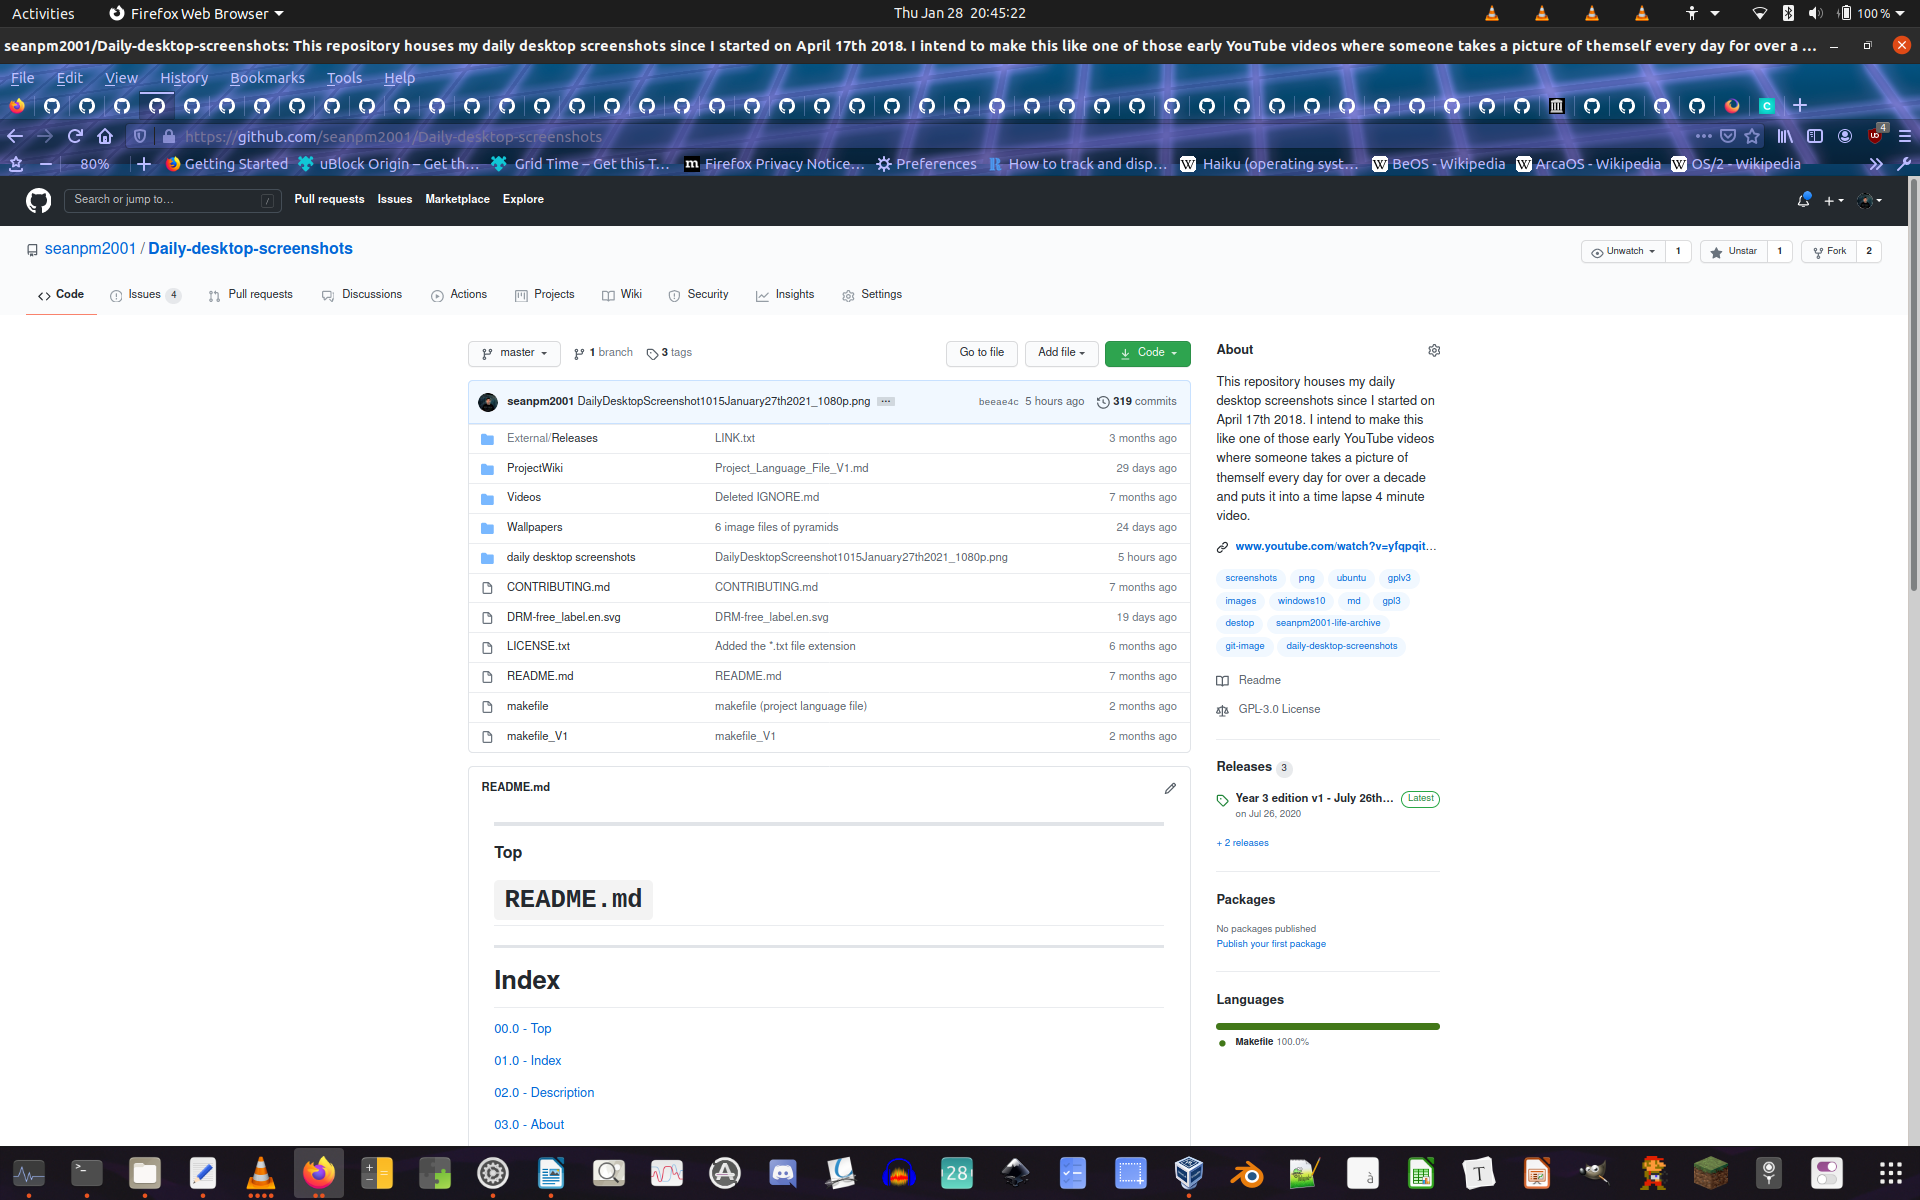 Activities
Firefox Web Browser
Thu Jan 28 20:45:22
100 %
seanpm2001/Daily-desktop-screenshots: This repository houses my daily desktop screenshots since I started on April 17th 2018. I intend to make this like one of those early YouTube videos where someone takes a picture of themself every day for over a ...
File Edit View History Bookmarks Tools Help
https://github.com/seanpm2001/Daily-desktop-screenshots
4
80%
Getting Started
uBlock Origin – Get th...
Grid Time – Get this T...
Firefox Privacy Notice...
Preferences
How to track and disp...
Haiku (operating syst...
BeOS - Wikipedia
ArcaOS - Wikipedia
OS/2 - Wikipedia
Search or jump to...
/
Pull requests Issues Marketplace Explore
seanpm2001 / Daily-desktop-screenshots
Unwatch 1
Unstar 1
Fork 2
Code
Issues 4
Pull requests
Discussions
Actions
Projects
Wiki
Security
Insights
Settings
master
1 branch
3 tags
Go to file
Add file
Code
seanpm2001 DailyDesktopScreenshot1015January27th2021_1080p.png ... beeae4c 5 hours ago 319 commits
External/Releases LINK.txt 3 months ago
ProjectWiki Project_Language_File_V1.md 29 days ago
Videos Deleted IGNORE.md 7 months ago
Wallpapers 6 image files of pyramids 24 days ago
daily desktop screenshots DailyDesktopScreenshot1015January27th2021_1080p.png 5 hours ago
CONTRIBUTING.md CONTRIBUTING.md 7 months ago
DRM-free_label.en.svg DRM-free_label.en.svg 19 days ago
LICENSE.txt Added the *.txt file extension 6 months ago
README.md README.md 7 months ago
makefile makefile (project language file) 2 months ago
makefile_V1 makefile_V1 2 months ago
README.md
Top
README.md
Index
00.0 - Top
01.0 - Index
02.0 - Description
03.0 - About
About
This repository houses my daily
desktop screenshots since I started on
April 17th 2018. I intend to make this
like one of those early YouTube videos
where someone takes a picture of
themself every day for over a decade
and puts it into a time lapse 4 minute
video.
www.youtube.com/watch?v=yfqpqit...
screenshots png ubuntu gplv3
images windows10 md gpl3
destop seanpm2001-life-archive
git-image daily-desktop-screenshots
Readme
GPL-3.0 License
Releases 3
Year 3 edition v1 - July 26th... Latest
on Jul 26, 2020
+ 2 releases
Packages
No packages published
Publish your first package
Languages
Makefile 100.0%
28